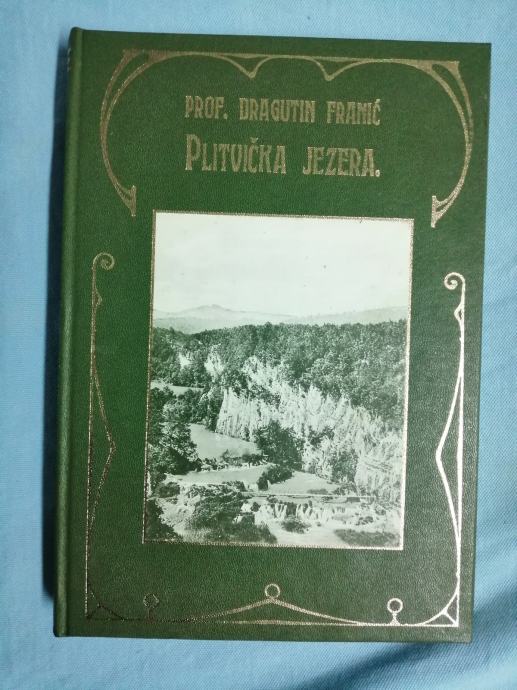 PROF. DRAGUTIN FRANIĆ
PLITVIČKA JEZERA.